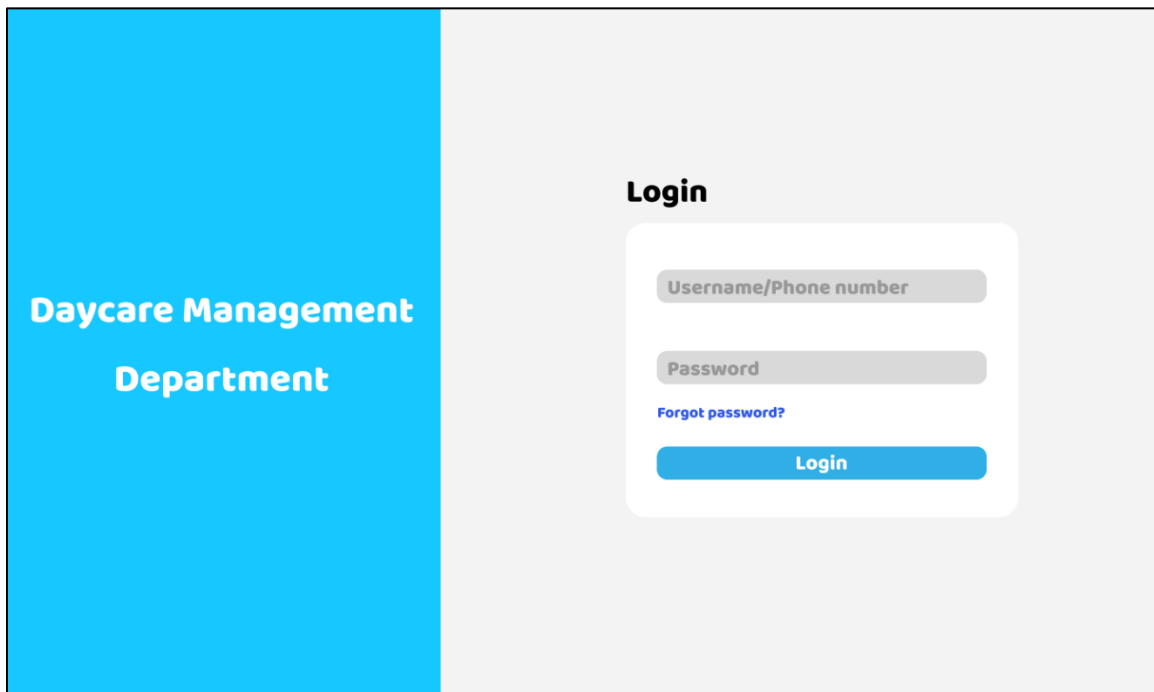 Daycare Management
Department
Login
Username/Phone number
Password
Forgot password?
Login